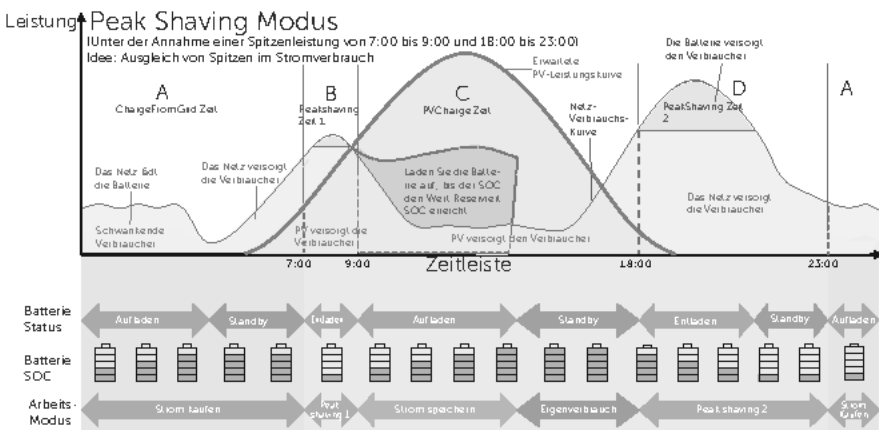 Leistung
Peak Shaving Modus
(Unter der Annahme einer Spitzenleistung von 7:00 bis 9:00 und 18:00 bis 23:00)
Idee: Ausgleich von Spitzen im Stromverbrauch
A
ChargeFromGrid Zeit
B
Peakshaving
Zeit 1
C
PVCharge Zeit
Erwartete
PV-Leistungskurve
Netz-
Verbrauchs-
Kurve
Die Batterie versorgt
den Verbraucher
D
PeakShaving Zeit
2
A
Das Netz lädt
die Batterie
Das Netz versorgt
die Verbraucher
Laden Sie die Batte-
rie auf, bis der SOC
den Wert Reserviert
SOC erreicht
Das Netz versorgt
die Verbraucher
Schwankende
Verbraucher
PV versorgt die
Verbraucher
PV versorgt den Verbraucher
7:00
9:00
Zeitleiste
18:00
23:00
Batterie
Status
Aufladen
Standby
Entladen
Aufladen
Standby
Entladen
Standby
Aufladen
Batterie
SOC
Arbeits-
Modus
Strom kaufen
Peak
shaving 1
Strom speichern
Eigenverbrauch
Peak shaving 2
Strom
kaufen